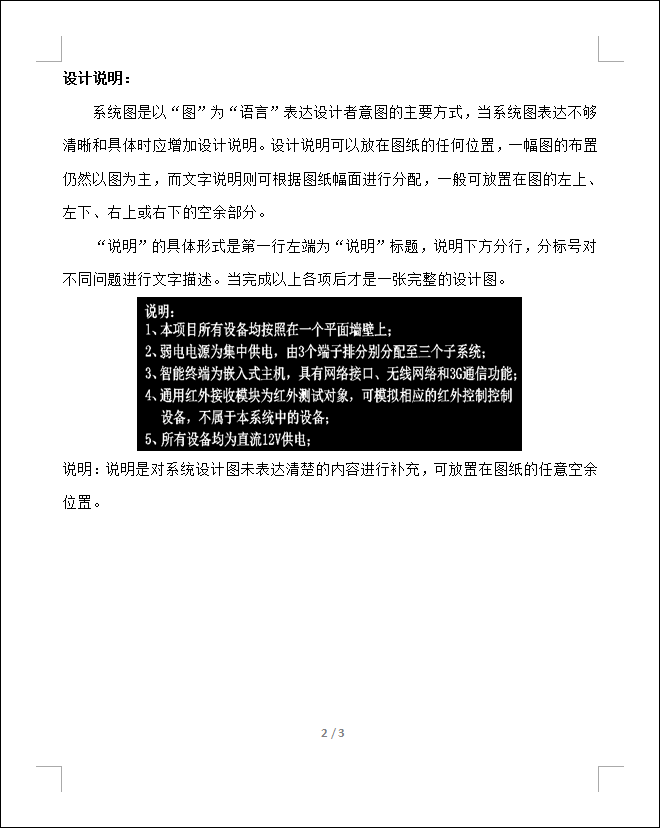 设计说明：
系统图是以“图”为“语言”表达设计者意图的主要方式，当系统图表达不够
清晰和具体时应增加设计说明。设计说明可以放在图纸的任何位置，一幅图的布置
仍然以图为主，而文字说明则可根据图纸幅面进行分配，一般可放置在图的左上、
左下、右上或右下的空余部分。
“说明”的具体形式是第一行左端为“说明”标题，说明下方分行，分标号对
不同问题进行文字描述。当完成以上各项后才是一张完整的设计图。
说明:
1、本项目所有设备均按照在一个平面墙壁上;
2、弱电电源为集中供电，由3个端子排分别分配至三个子系统;
3、智能终端为嵌入式主机，具有网络接口、无线网络和3G通信功能;
4、通用红外接收模块为红外测试对象，可模拟相应的红外控制控制
设备，不属于本系统中的设备;
5、所有设备均为直流12V供电;
说明：说明是对系统设计图未表达清楚的内容进行补充，可放置在图纸的任意空余
位置。
2 / 3